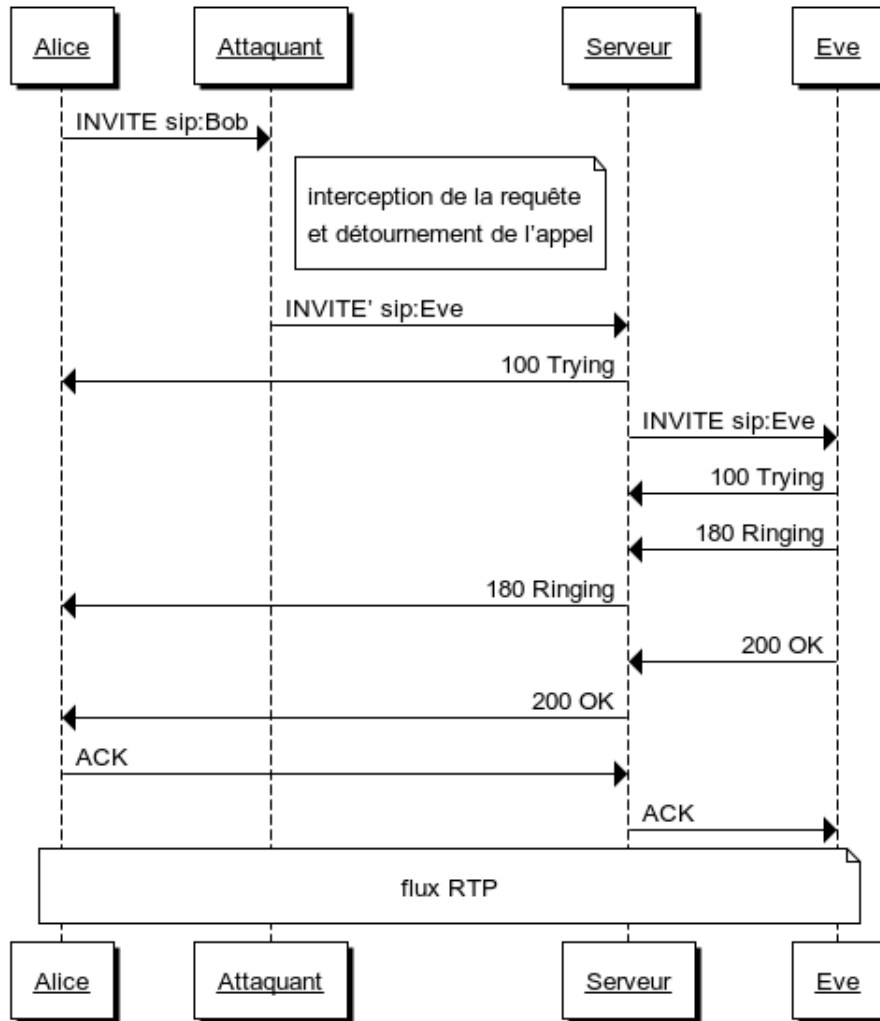 Alice
Attaquant
Serveur
Eve
INVITE sip:Bob
interception de la requête
et détournement de l'appel
INVITE' sip:Eve
100 Trying
INVITE sip:Eve
100 Trying
180 Ringing
180 Ringing
200 OK
200 OK
ACK
ACK
flux RTP
Alice
Attaquant
Serveur
Eve